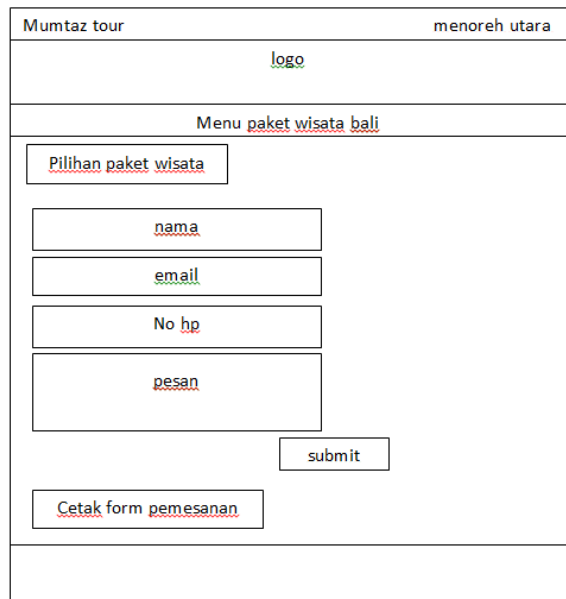 Mumtaz tour menoreh utara
logo
Menu paket wisata bali
Pilihan paket wisata
nama
email
No hp
pesan
submit
Cetak form pemesanan